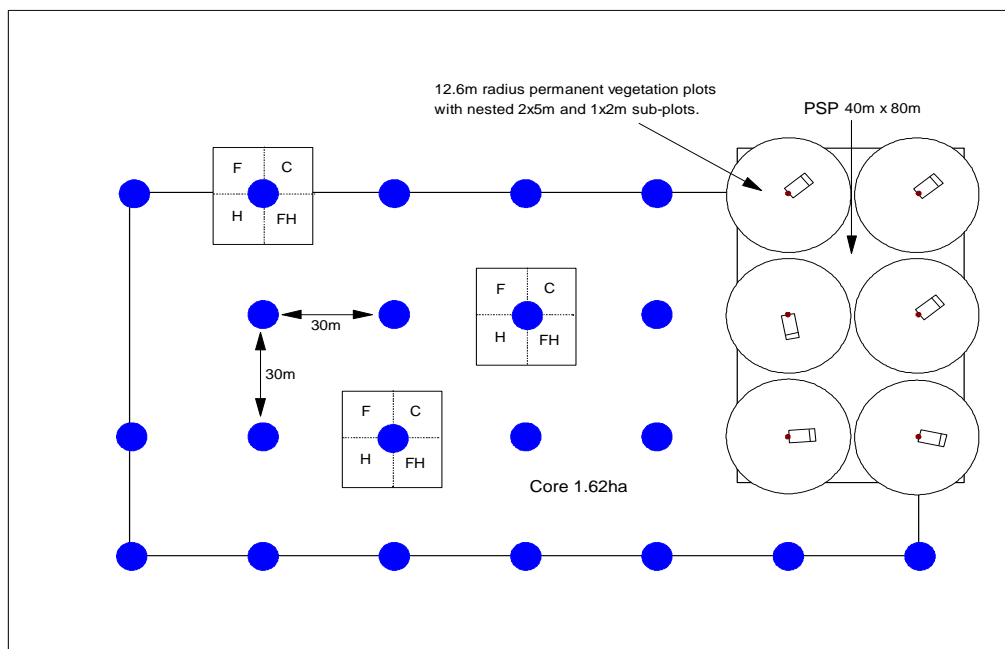 12.6m radius permanent vegetation plots
with nested 2x5m and 1x2m sub-plots.
PSP 40m x 80m
F C
H FH
F C
H FH
30m
30m
F C
H FH
Core 1.62ha